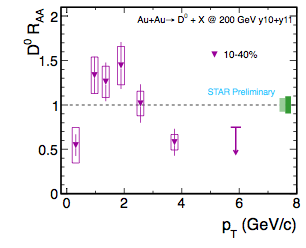 Au+Au→ D⁰ + X @ 200 GeV y10+y11
10-40%
STAR Preliminary
D⁰ R_AA
2
1.5
1
0.5
0
0 2 4 6 8
p_T (GeV/c)